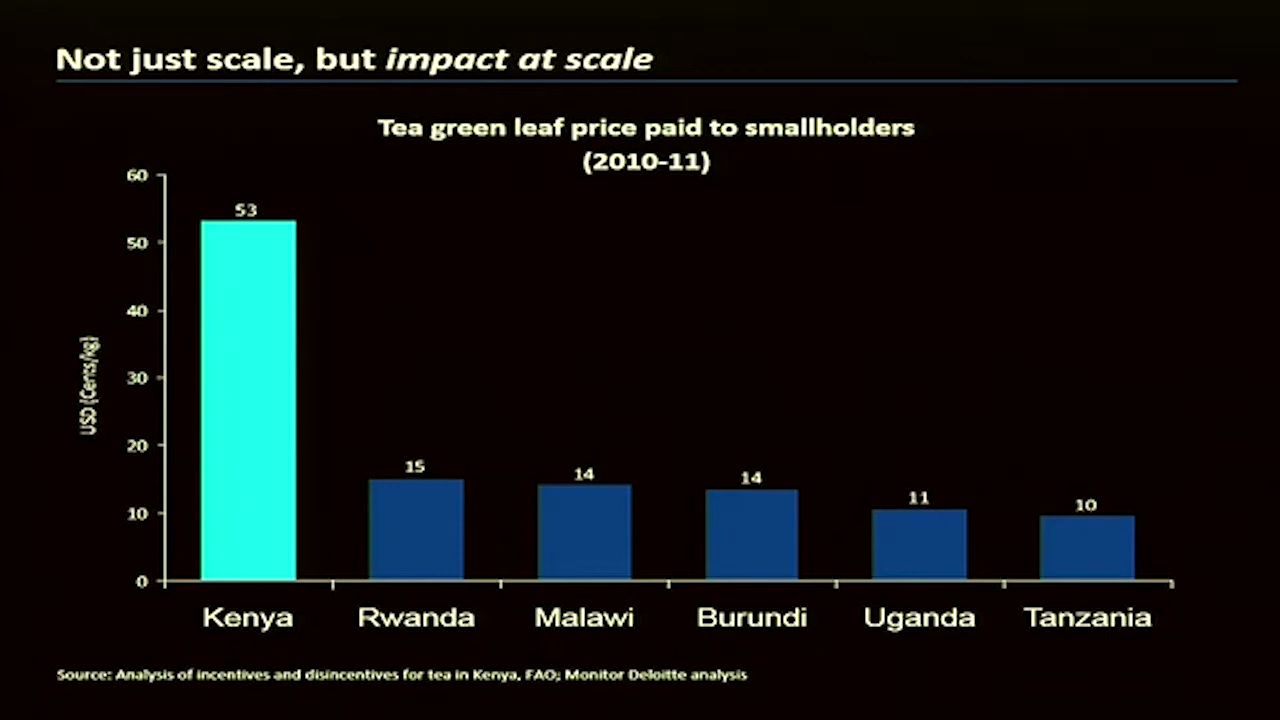 Not just scale, but impact at scale
Tea green leaf price paid to smallholders
(2010-11)
USD (Cents/kg)
60
50
40
30
20
10
0
53
15
14
14
11
10
Kenya
Rwanda
Malawi
Burundi
Uganda
Tanzania
Source: Analysis of incentives and disincentives for tea in Kenya, FAO; Monitor Deloitte analysis